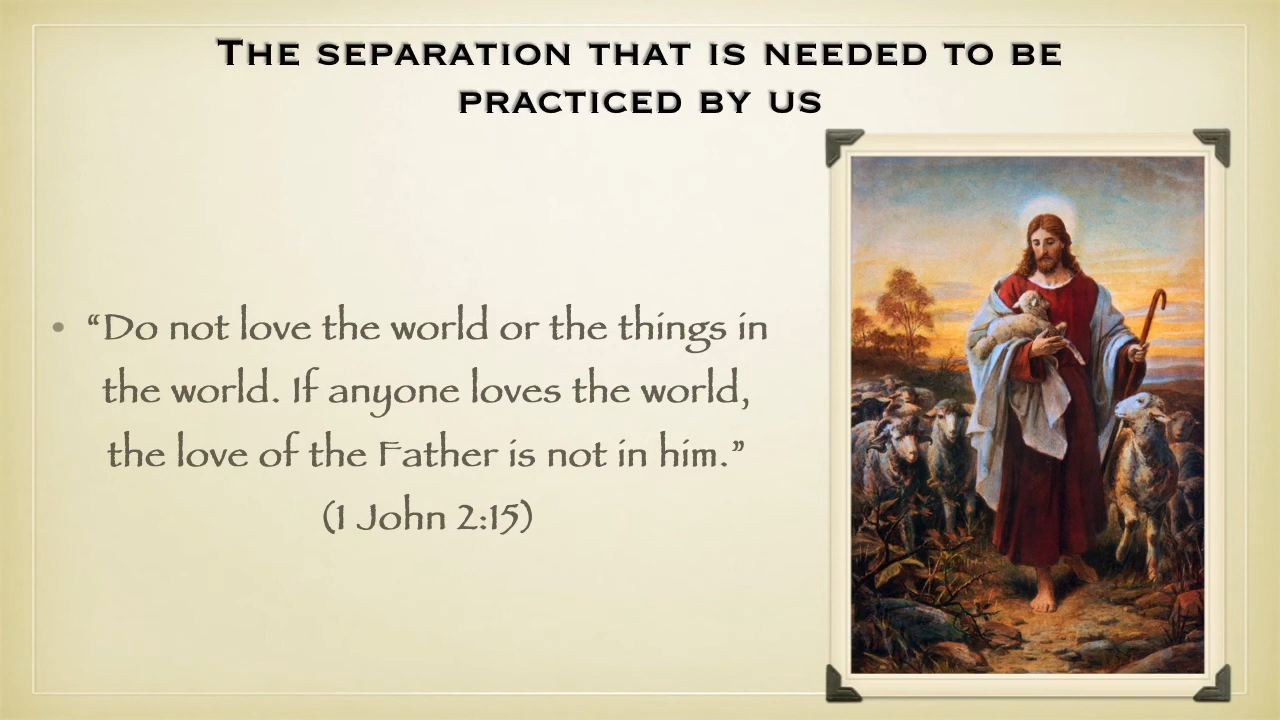 The separation that is needed to be
practiced by us
• “Do not love the world or the things in
the world. If anyone loves the world,
the love of the Father is not in him.”
(1 John 2:15)